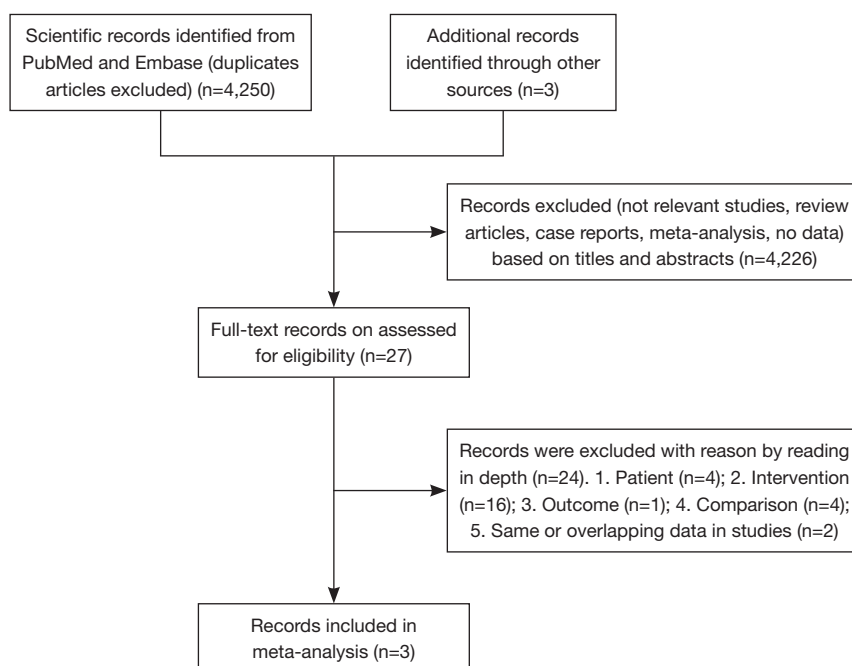 Scientific records identified from
PubMed and Embase (duplicates
articles excluded) (n=4,250)
Additional records
identified through other
sources (n=3)
Records excluded (not relevant studies, review
articles, case reports, meta-analysis, no data)
based on titles and abstracts (n=4,226)
Full-text records on assessed
for eligibility (n=27)
Records were excluded with reason by reading
in depth (n=24). 1. Patient (n=4); 2. Intervention
(n=16); 3. Outcome (n=1); 4. Comparison (n=4);
5. Same or overlapping data in studies (n=2)
Records included in
meta-analysis (n=3)